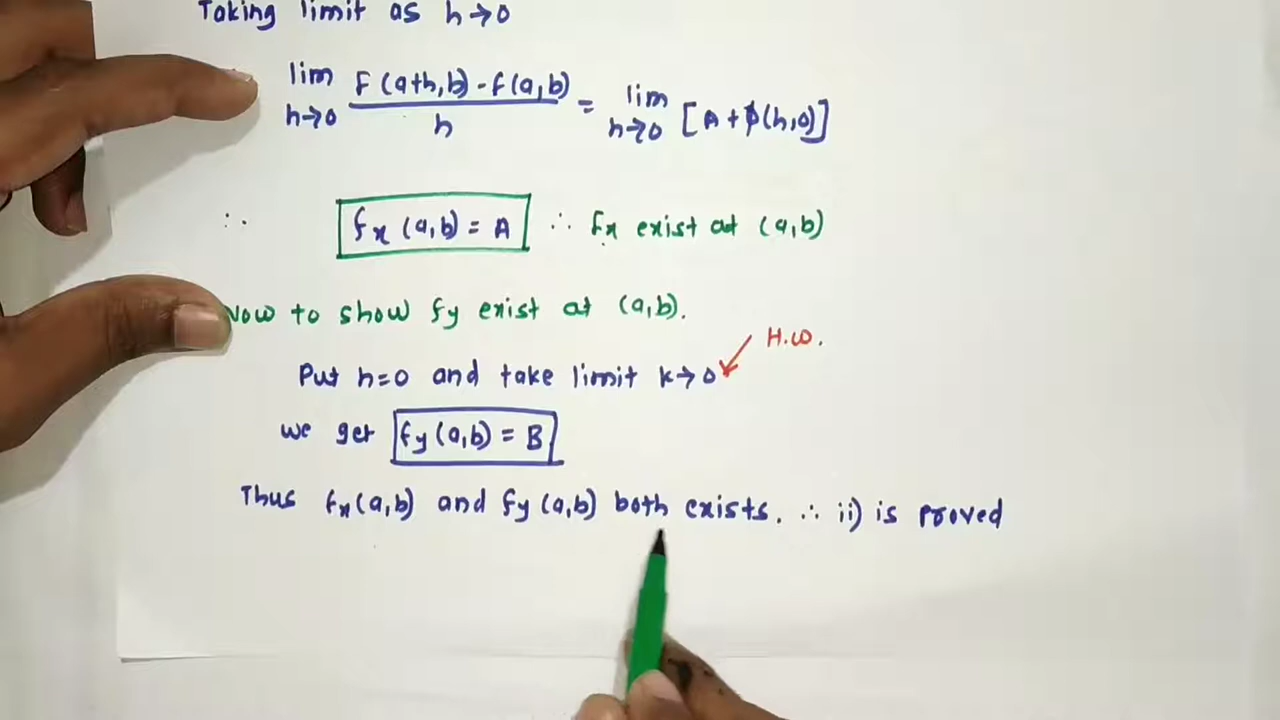 Taking limit as h→0
lim h→0 F(a+h,b) - f(a,b) / h = lim h→0 [A + ϕ(h,0)]
∴ fx (a,b) = A ∴ fx exist at (a,b)
Now to show fy exist at (a,b).
H.W.
Put h=0 and take limit k→0
we get fy(a,b) = B
Thus fx(a,b) and fy(a,b) both exists. ∴ ii) is proved